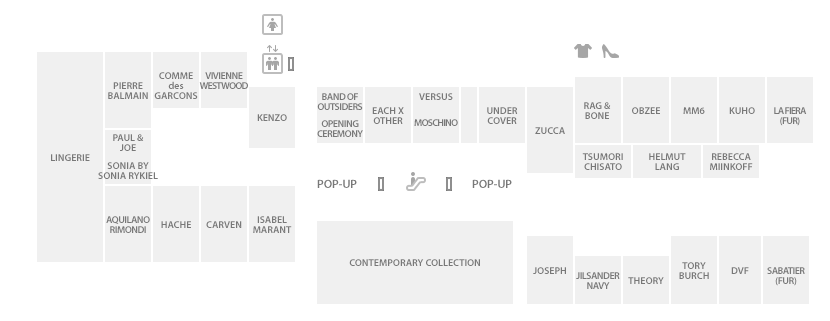 LINGERIE
PIERRE
BALMAIN
COMME
des
GARCONS
VIVIENNE
WESTWOOD
KENZO
PAUL &
JOE
SONIA BY
SONIA RYKIEL
AQUILANO
RIMONDI
HACHE
CARVEN
ISABEL
MARANT
BAND OF
OUTSIDERS
OPENING
CEREMONY
EACH X
OTHER
VERSUS
MOSCHINO
UNDER
COVER
ZUCCA
RAG &
BONE
OBZEE
MM6
KUHO
LA FIERA
(FUR)
TSUMORI
CHISATO
HELMUT
LANG
REBECCA
MIINKOFF
POP-UP
POP-UP
CONTEMPORARY COLLECTION
JOSEPH
JILSANDER
NAVY
THEORY
TORY
BURCH
DVF
SABATIER
(FUR)